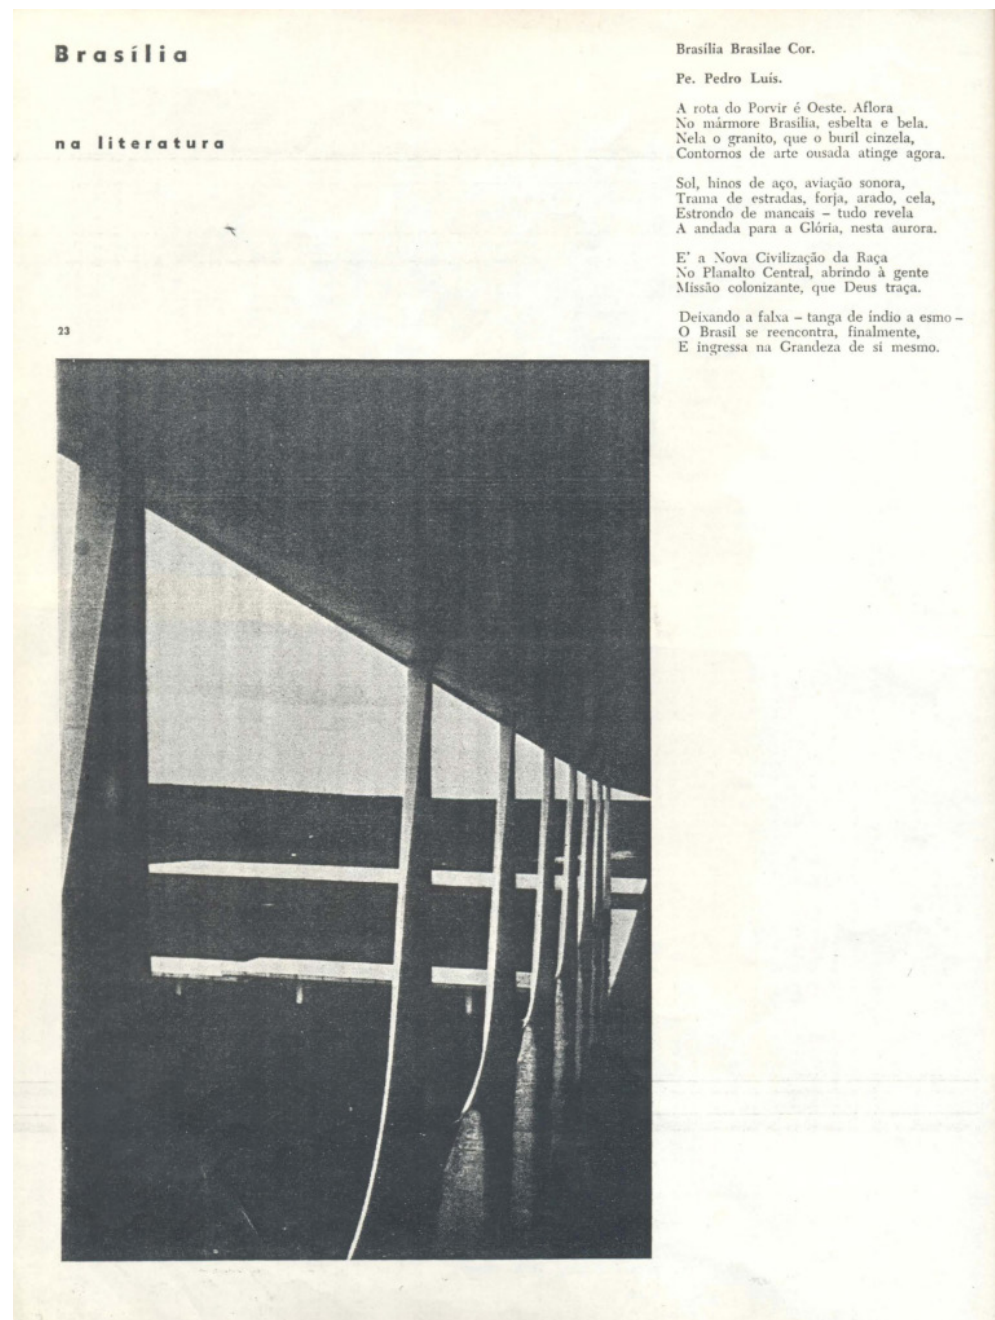 Brasília
na literatura
23
Brasília Brasilae Cor.
Pe. Pedro Luís.
A rota do Porvir é Oeste. Aflora
No mármore Brasília, esbelta e bela.
Nela o granito, que o buril cinzela,
Contornos de arte ousada atinge agora.
Sol, hinos de aço, aviação sonora,
Trama de estradas, forja, arado, cela,
Estrondo de mancais – tudo revela
A andada para a Glória, nesta aurora.
E' a Nova Civilização da Raça
No Planalto Central, abrindo à gente
Missão colonizante, que Deus traça.
Deixando a falxa – tanga de índio a esmo –
O Brasil se reencontra, finalmente,
E ingressa na Grandeza de si mesmo.